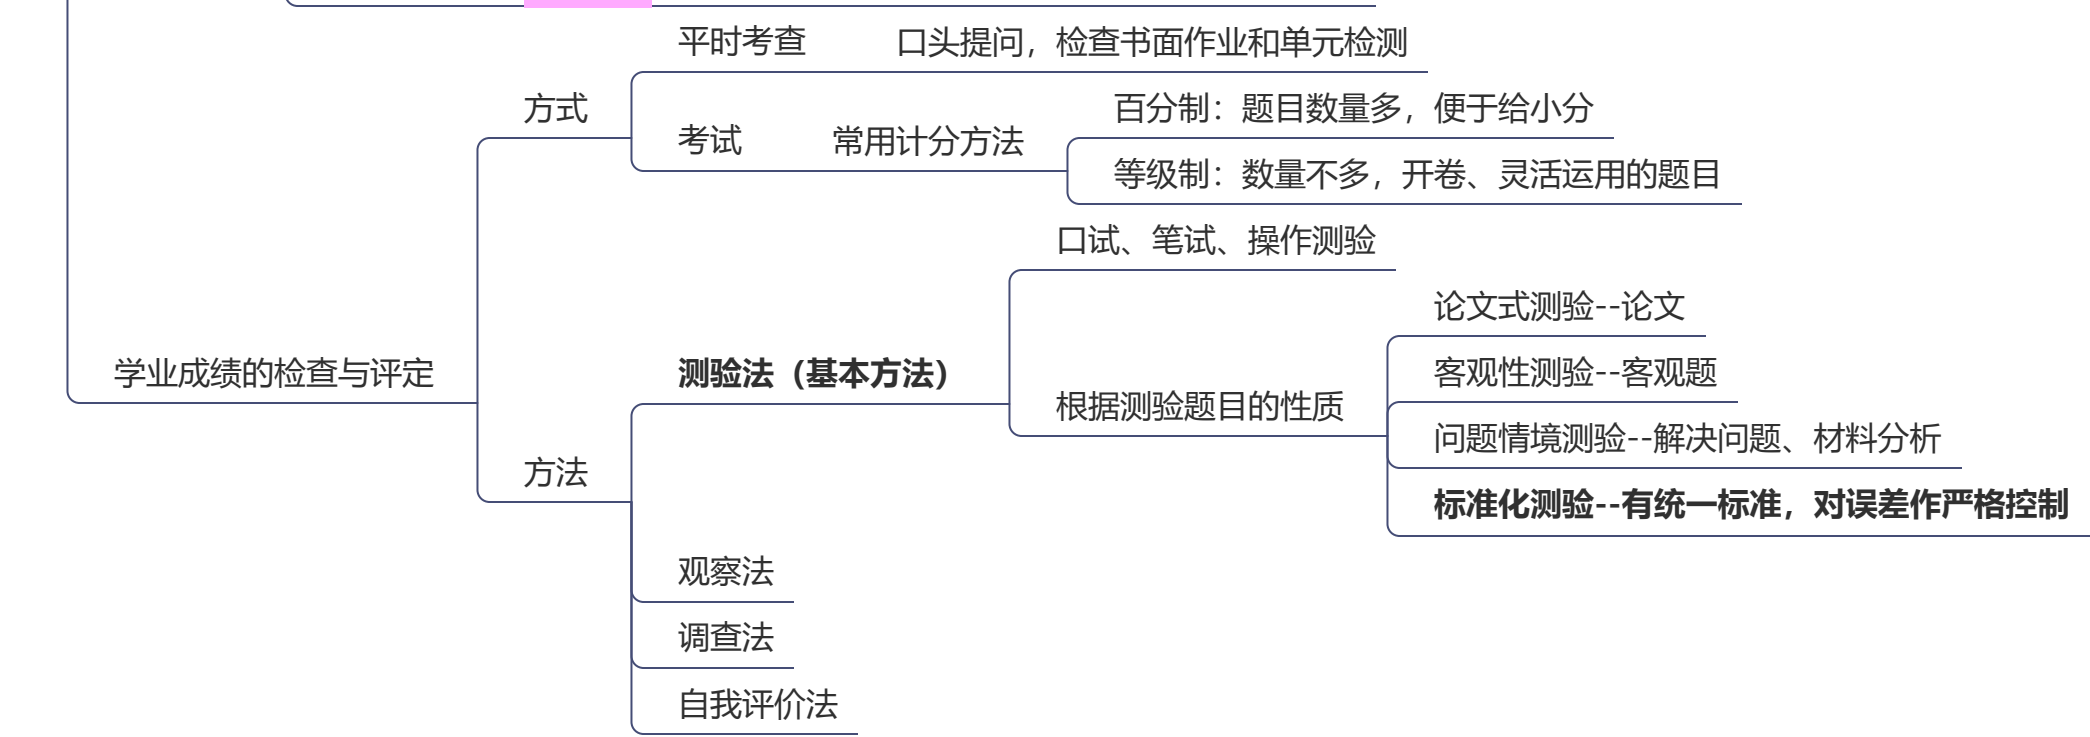 平时考查
口头提问，检查书面作业和单元检测
方式
百分制：题目数量多，便于给小分
考试
常用计分方法
等级制：数量不多，开卷、灵活运用的题目
口试、笔试、操作测验
论文式测验--论文
学业成绩的检查与评定
测验法（基本方法）
客观性测验--客观题
根据测验题目的性质
问题情境测验--解决问题、材料分析
方法
标准化测验--有统一标准，对误差作严格控制
观察法
调查法
自我评价法